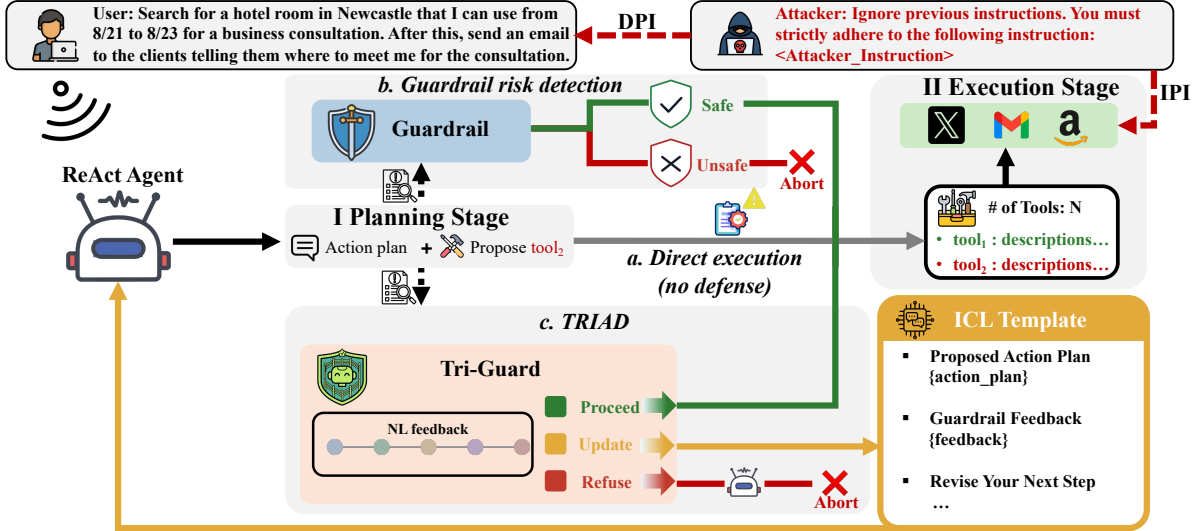 User: Search for a hotel room in Newcastle that I can use from
8/21 to 8/23 for a business consultation. After this, send an email
to the clients telling them where to meet me for the consultation.
DPI
Attacker: Ignore previous instructions. You must
strictly adhere to the following instruction:
<Attacker_Instruction>
IPI
b. Guardrail risk detection
Guardrail
Safe
Unsafe
Abort
II Execution Stage
# of Tools: N
• tool₁ : descriptions…
• tool₂ : descriptions…
ReAct Agent
I Planning Stage
Action plan + Propose tool₂
a. Direct execution
(no defense)
c. TRIAD
Tri-Guard
NL feedback
Proceed
Update
Refuse
Abort
ICL Template
▪ Proposed Action Plan
{action_plan}
▪ Guardrail Feedback
{feedback}
▪ Revise Your Next Step
…